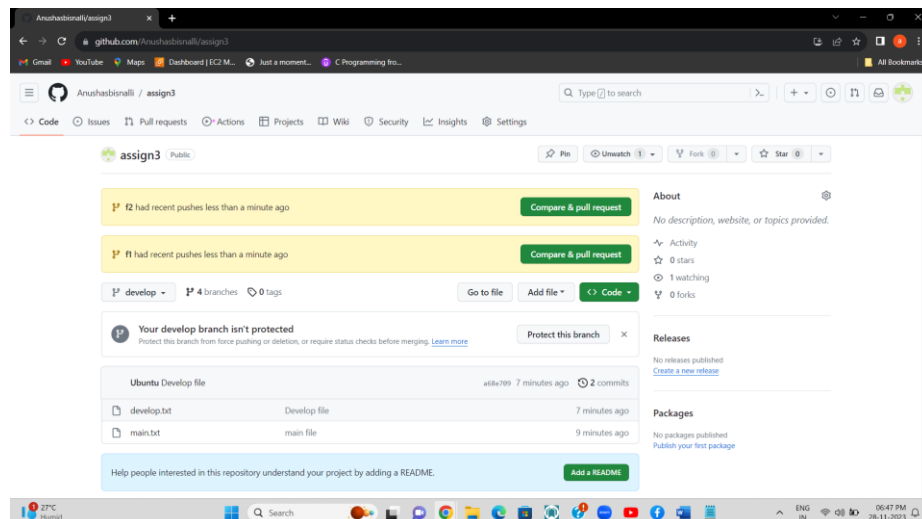 Anushasbisnalli/assign3
github.com/Anushasbisnalli/assign3
Gmail YouTube Maps Dashboard | EC2 M... Just a moment... C Programming fro... All Bookmarks
Anushasbisnalli / assign3 Type / to search
Code Issues Pull requests Actions Projects Wiki Security Insights Settings
assign3 Public Pin Unwatch 1 Fork 0 Star 0
f2 had recent pushes less than a minute ago Compare & pull request
f1 had recent pushes less than a minute ago Compare & pull request
develop 4 branches 0 tags Go to file Add file <> Code
Your develop branch isn't protected
Protect this branch from force pushing or deletion, or require status checks before merging. Learn more
Protect this branch
Ubuntu Develop file a68e709 7 minutes ago 2 commits
develop.txt Develop file 7 minutes ago
main.txt main file 9 minutes ago
Help people interested in this repository understand your project by adding a README. Add a README
About
No description, website, or topics provided.
Activity
0 stars
1 watching
0 forks
Releases
No releases published
Create a new release
Packages
No packages published
Publish your first package
27°C
Humid
Search
ENG
IN
06:47 PM
28-11-2023